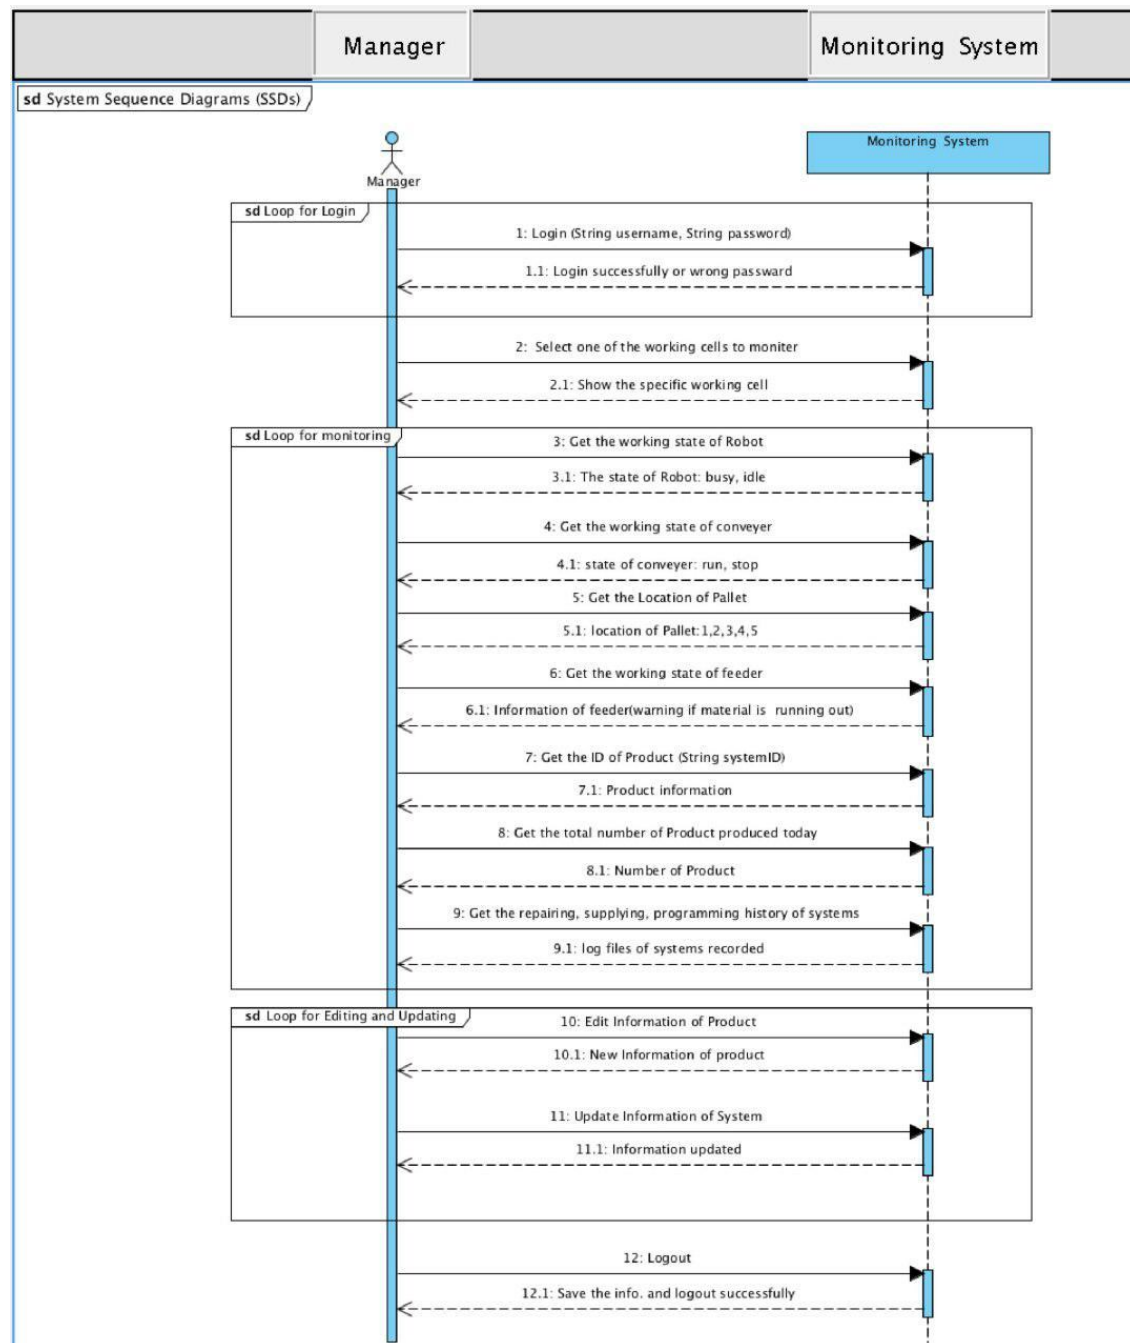 Manager
Monitoring System
sd System Sequence Diagrams (SSDs)
Monitoring System
Manager
sd Loop for Login
1: Login (String username, String password)
1.1: Login successfully or wrong passward
2: Select one of the working cells to moniter
2.1: Show the specific working cell
sd Loop for monitoring
3: Get the working state of Robot
3.1: The state of Robot: busy, idle
4: Get the working state of conveyer
4.1: state of conveyer: run, stop
5: Get the Location of Pallet
5.1: location of Pallet:1,2,3,4,5
6: Get the working state of feeder
6.1: Information of feeder(warning if material is running out)
7: Get the ID of Product (String systemID)
7.1: Product information
8: Get the total number of Product produced today
8.1: Number of Product
9: Get the repairing, supplying, programming history of systems
9.1: log files of systems recorded
sd Loop for Editing and Updating
10: Edit Information of Product
10.1: New Information of product
11: Update Information of System
11.1: Information updated
12: Logout
12.1: Save the info. and logout successfully